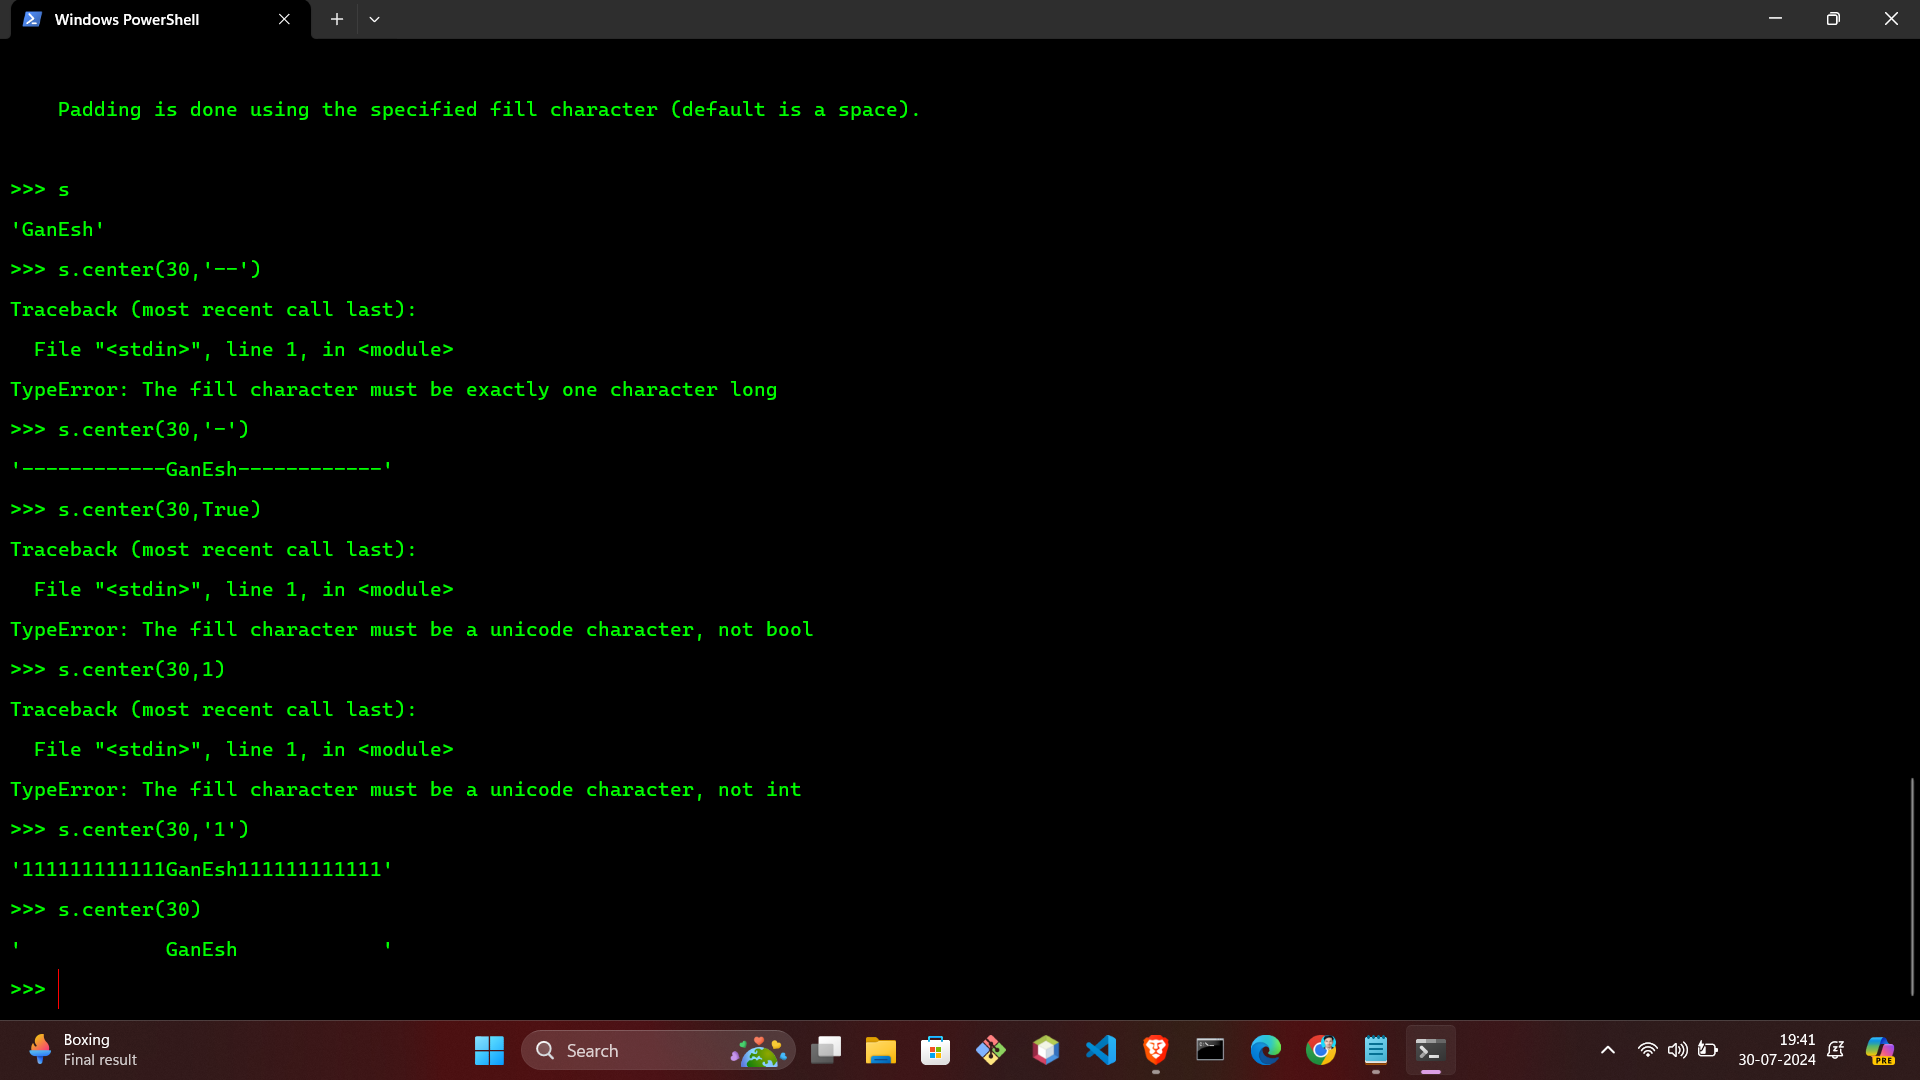 Windows PowerShell
    Padding is done using the specified fill character (default is a space).
>>> s
'GanEsh'
>>> s.center(30,'--')
Traceback (most recent call last):
  File "<stdin>", line 1, in <module>
TypeError: The fill character must be exactly one character long
>>> s.center(30,'-')
'------------GanEsh------------'
>>> s.center(30,True)
Traceback (most recent call last):
  File "<stdin>", line 1, in <module>
TypeError: The fill character must be a unicode character, not bool
>>> s.center(30,1)
Traceback (most recent call last):
  File "<stdin>", line 1, in <module>
TypeError: The fill character must be a unicode character, not int
>>> s.center(30,'1')
'111111111111GanEsh111111111111'
>>> s.center(30)
'            GanEsh            '
>>>
Boxing
Final result
Search
19:41
30-07-2024
PRE